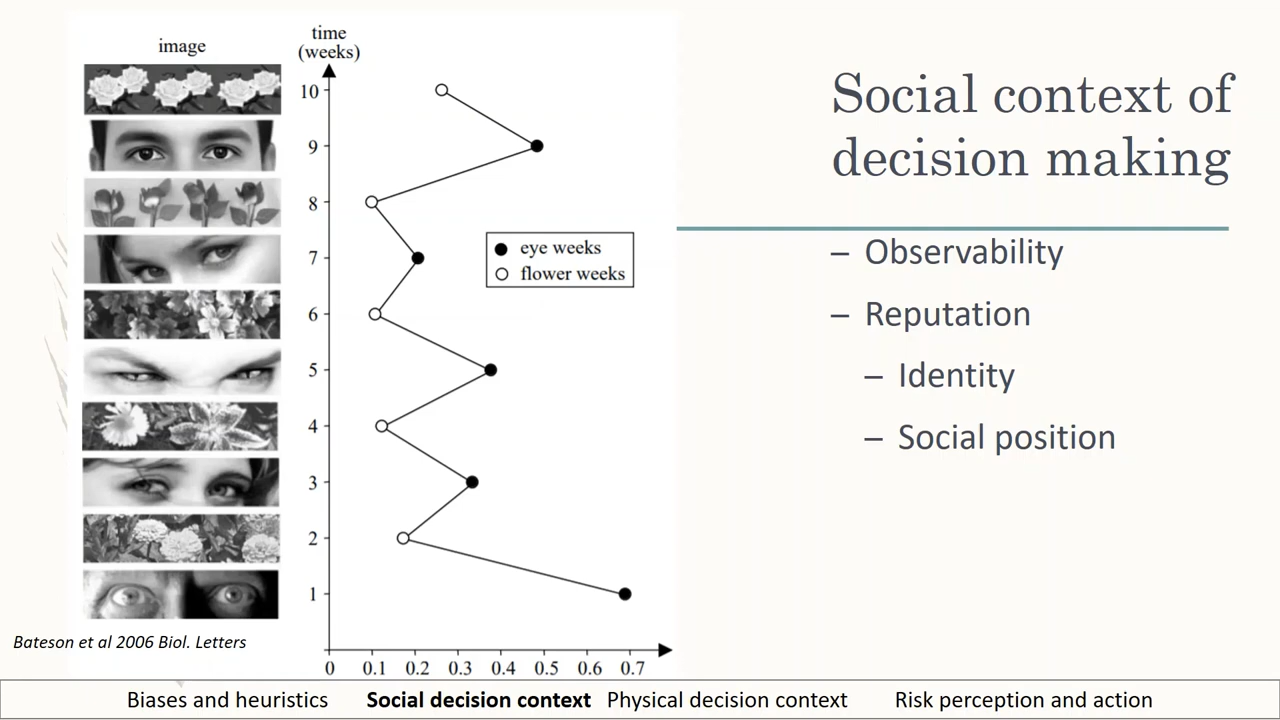 image
time
(weeks)
10
9
8
7
6
5
4
3
2
1
0 0.1 0.2 0.3 0.4 0.5 0.6 0.7
eye weeks
flower weeks
Bateson et al 2006 Biol. Letters
Social context of
decision making
– Observability
– Reputation
– Identity
– Social position
Biases and heuristics Social decision context Physical decision context Risk perception and action